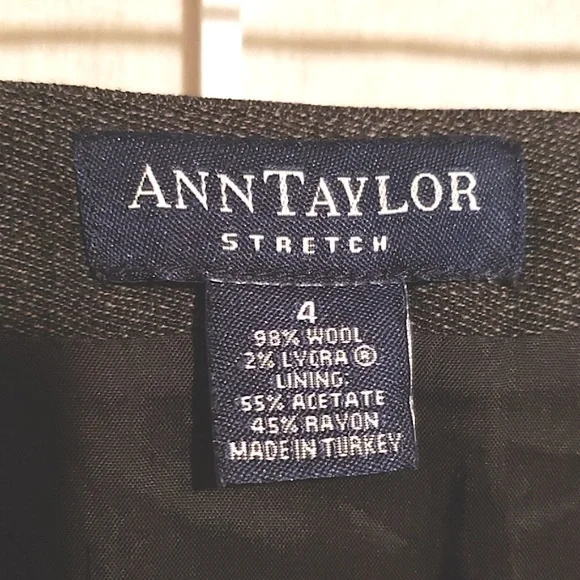 ANNTAYLOR
STRETCH
4
98% WOOL
2% LYCRA ®
LINING:
55% ACETATE
45% RAYON
MADE IN TURKEY